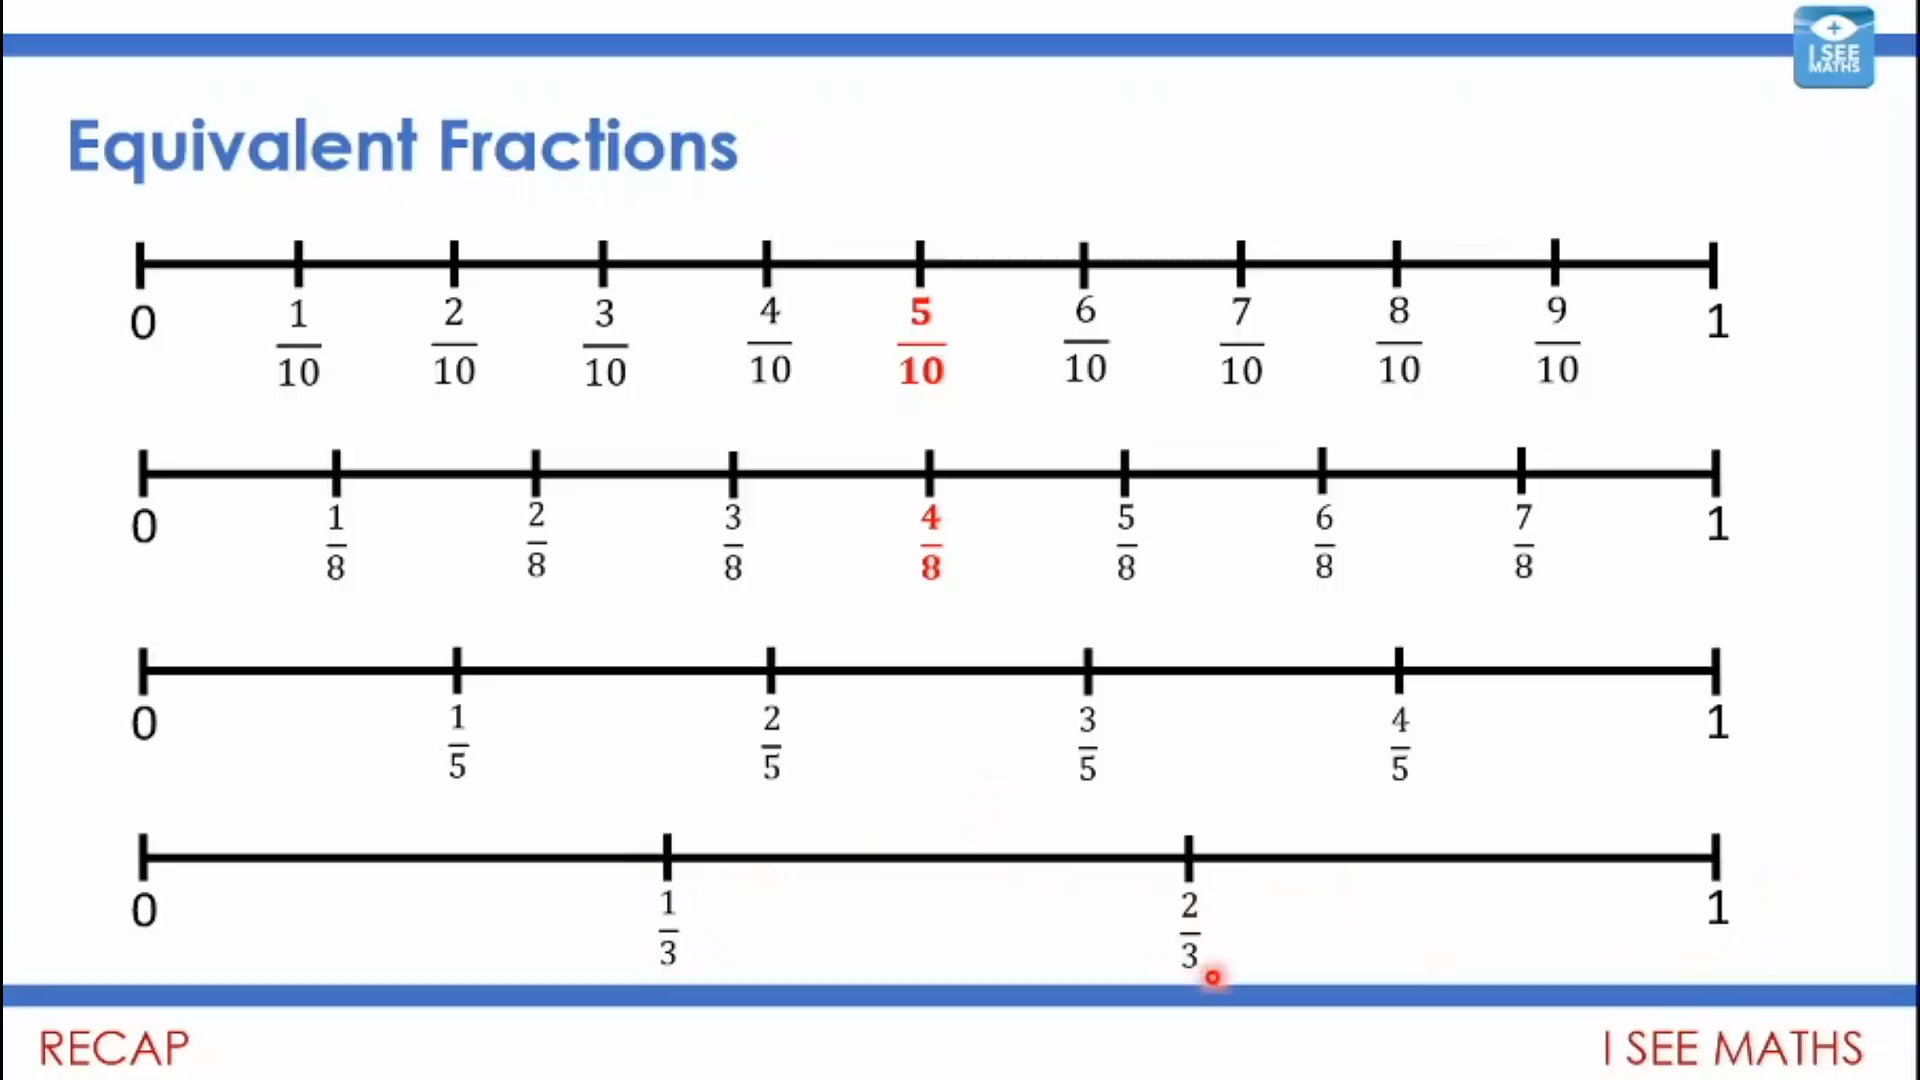 I SEE
MATHS
Equivalent Fractions
0 1/10 2/10 3/10 4/10 5/10 6/10 7/10 8/10 9/10 1
0 1/8 2/8 3/8 4/8 5/8 6/8 7/8 1
0 1/5 2/5 3/5 4/5 1
0 1/3 2/3 1
RECAP
I SEE MATHS